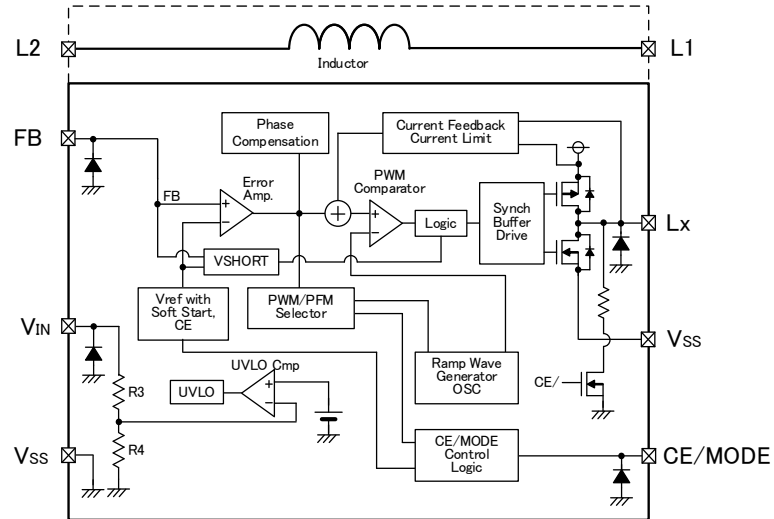 L2
L1
Inductor
FB
Phase
Compensation
Current Feedback
Current Limit
Error
Amp.
PWM
Comparator
FB
Logic
Synch
Buffer
Drive
Lx
VSHORT
Vref with
Soft Start,
CE
PWM/PFM
Selector
VIN
VSS
UVLO Cmp
Ramp Wave
Generator
OSC
R3
UVLO
CE/
R4
CE/MODE
Control
Logic
VSS
CE/MODE